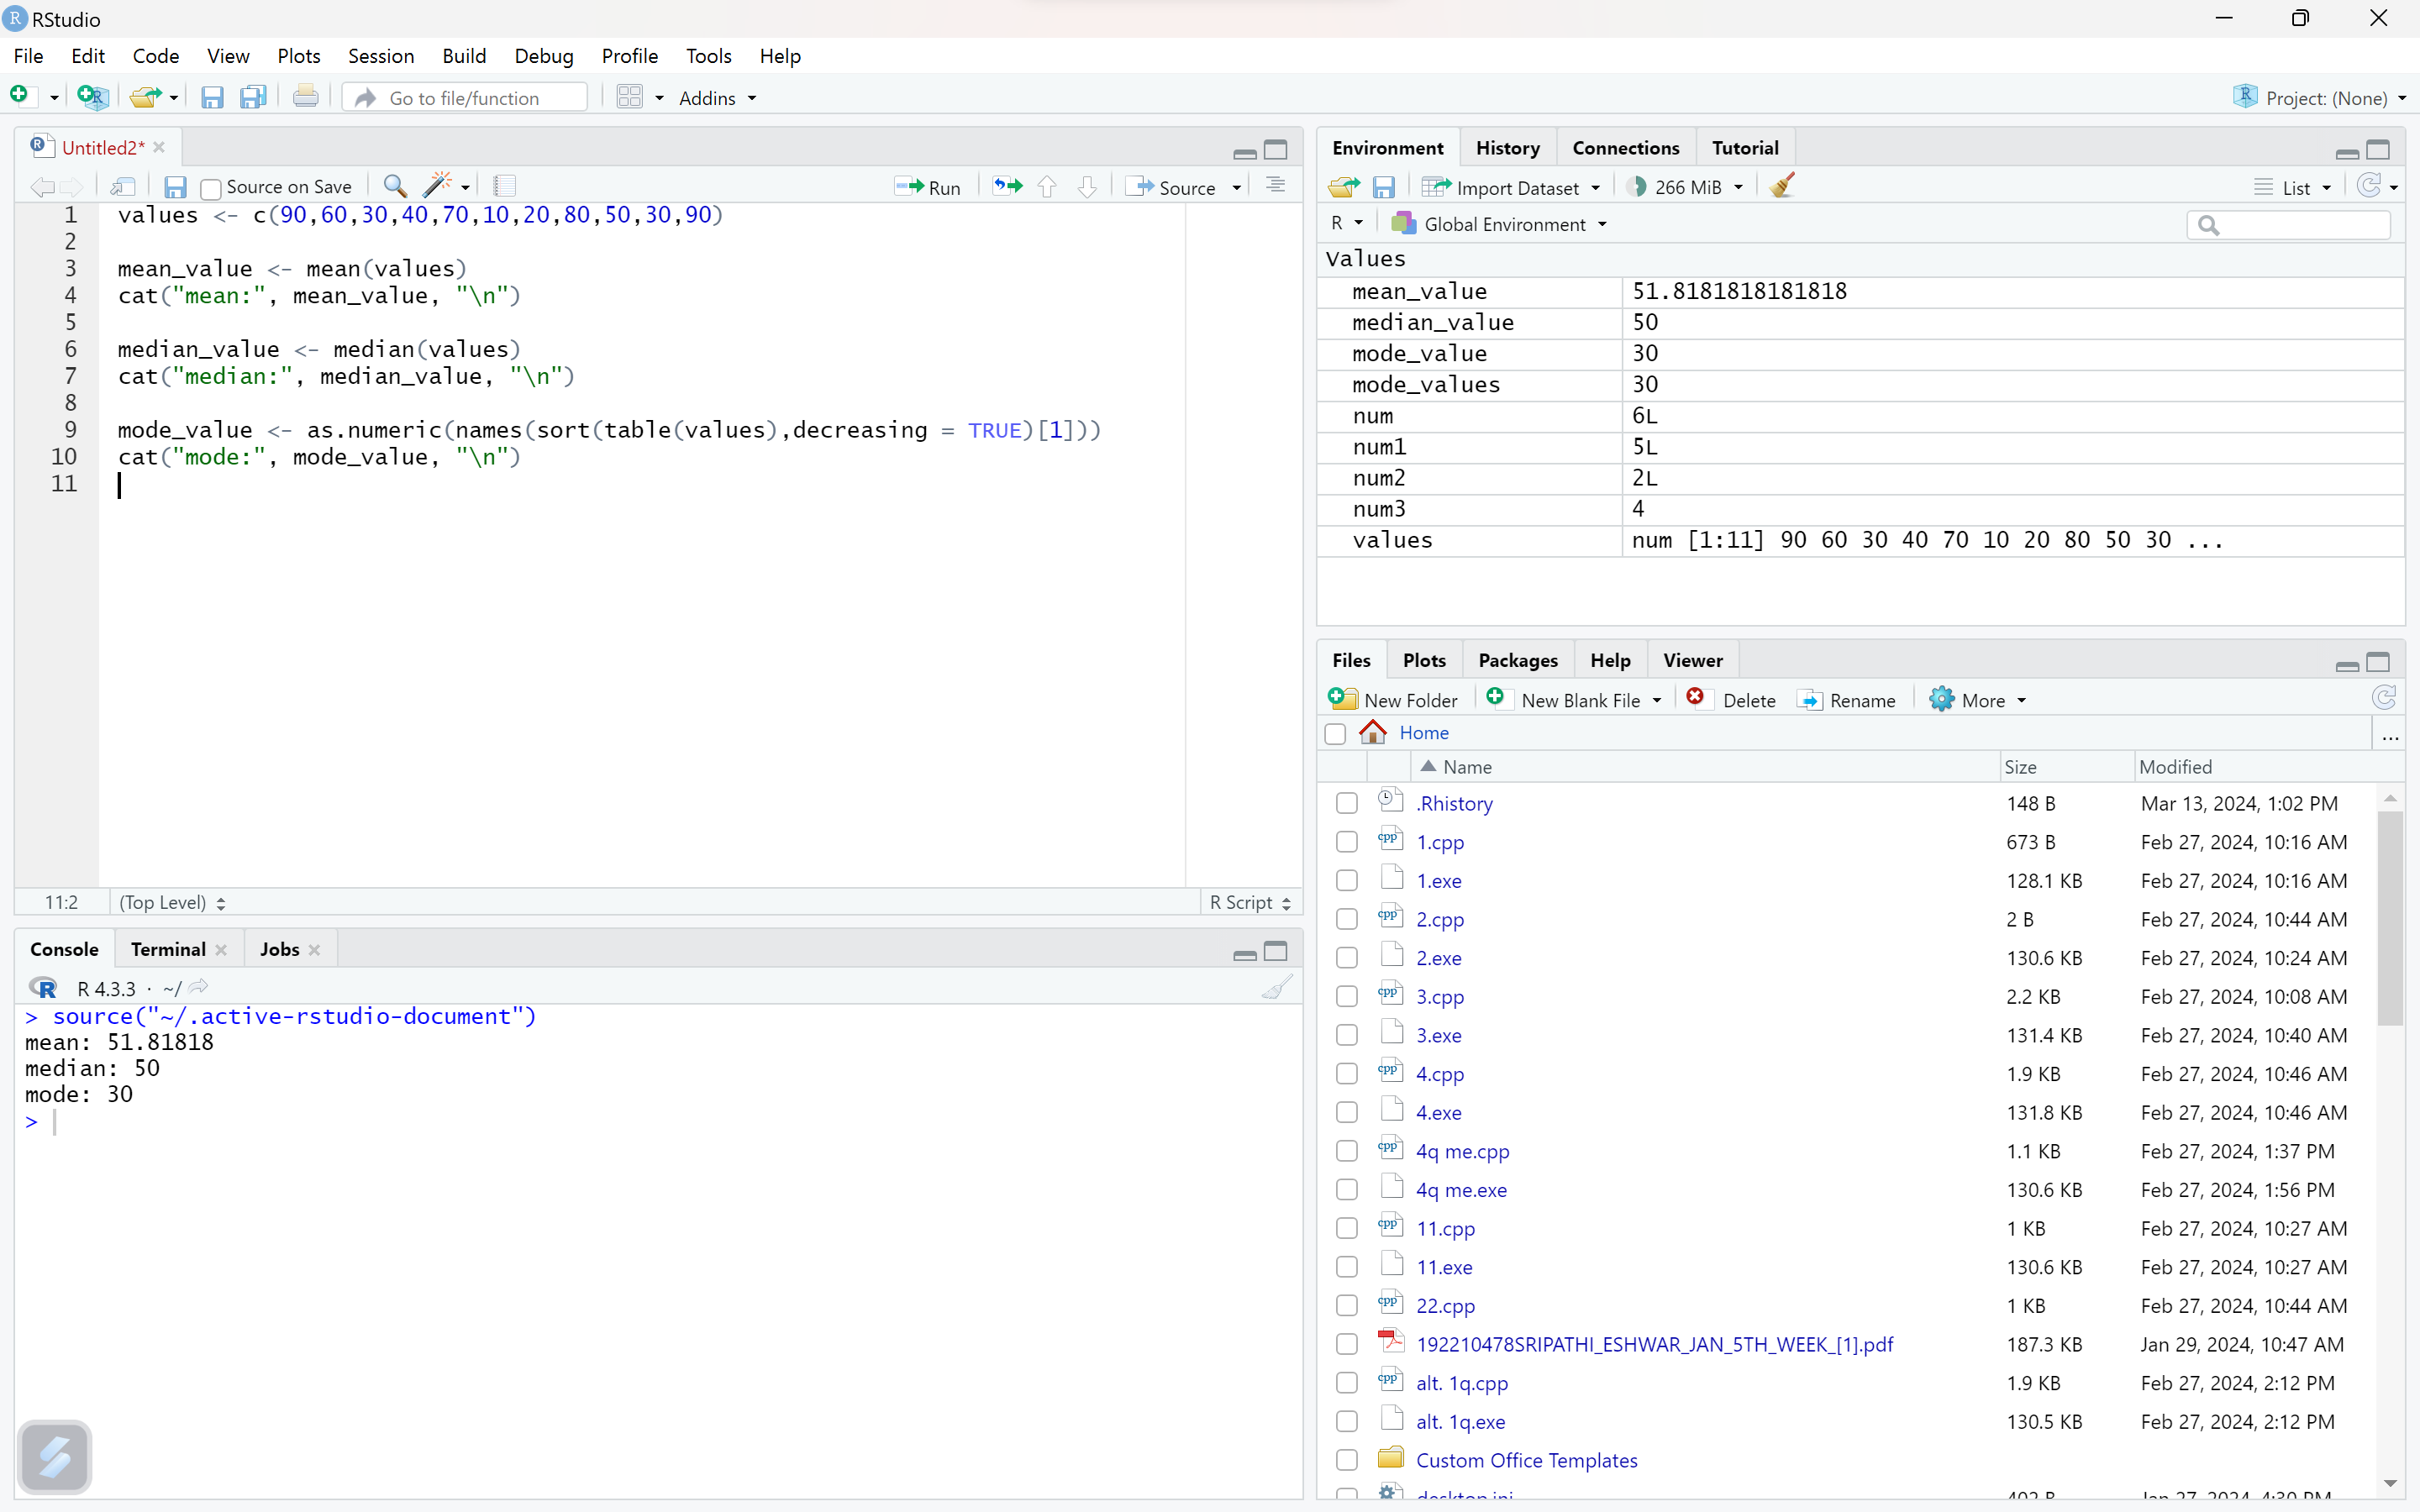 RStudio
File Edit Code View Plots Session Build Debug Profile Tools Help
Go to file/function Addins Project: (None)
Untitled2*
Source on Save Run Source
1 values <- c(90,60,30,40,70,10,20,80,50,30,90)
2
3 mean_value <- mean(values)
4 cat("mean:", mean_value, "\n")
5
6 median_value <- median(values)
7 cat("median:", median_value, "\n")
8
9 mode_value <- as.numeric(names(sort(table(values),decreasing = TRUE)[1]))
10 cat("mode:", mode_value, "\n")
11
11:2 (Top Level) R Script
Console Terminal Jobs
R 4.3.3 · ~/
> source("~/.active-rstudio-document")
mean: 51.81818
median: 50
mode: 30
>
Environment History Connections Tutorial
Import Dataset 266 MiB List
R Global Environment
Values
mean_value 51.8181818181818
median_value 50
mode_value 30
mode_values 30
num 6L
num1 5L
num2 2L
num3 4
values num [1:11] 90 60 30 40 70 10 20 80 50 30 ...
Files Plots Packages Help Viewer
New Folder New Blank File Delete Rename More
Home ...
Name Size Modified
.Rhistory 148 B Mar 13, 2024, 1:02 PM
1.cpp 673 B Feb 27, 2024, 10:16 AM
1.exe 128.1 KB Feb 27, 2024, 10:16 AM
2.cpp 2 B Feb 27, 2024, 10:44 AM
2.exe 130.6 KB Feb 27, 2024, 10:24 AM
3.cpp 2.2 KB Feb 27, 2024, 10:08 AM
3.exe 131.4 KB Feb 27, 2024, 10:40 AM
4.cpp 1.9 KB Feb 27, 2024, 10:46 AM
4.exe 131.8 KB Feb 27, 2024, 10:46 AM
4q me.cpp 1.1 KB Feb 27, 2024, 1:37 PM
4q me.exe 130.6 KB Feb 27, 2024, 1:56 PM
11.cpp 1 KB Feb 27, 2024, 10:27 AM
11.exe 130.6 KB Feb 27, 2024, 10:27 AM
22.cpp 1 KB Feb 27, 2024, 10:44 AM
192210478SRIPATHI_ESHWAR_JAN_5TH_WEEK_[1].pdf 187.3 KB Jan 29, 2024, 10:47 AM
alt. 1q.cpp 1.9 KB Feb 27, 2024, 2:12 PM
alt. 1q.exe 130.5 KB Feb 27, 2024, 2:12 PM
Custom Office Templates
desktop.ini 402 B Jan 27, 2024, 4:30 PM